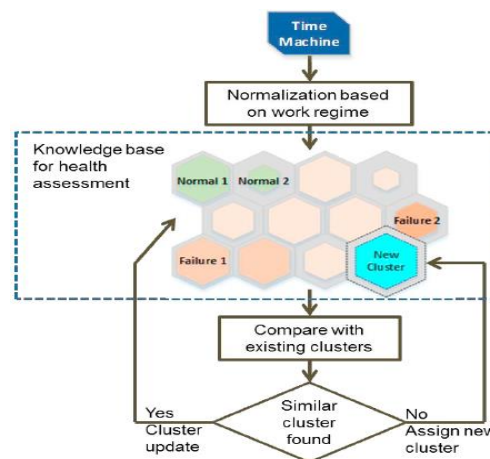 Time
Machine
Normalization based
on work regime
Knowledge base
for health
assessment
Normal 1
Normal 2
Failure 2
Failure 1
New
Cluster
Compare with
existing clusters
Similar
cluster
found
Yes
Cluster
update
No
Assign new
cluster